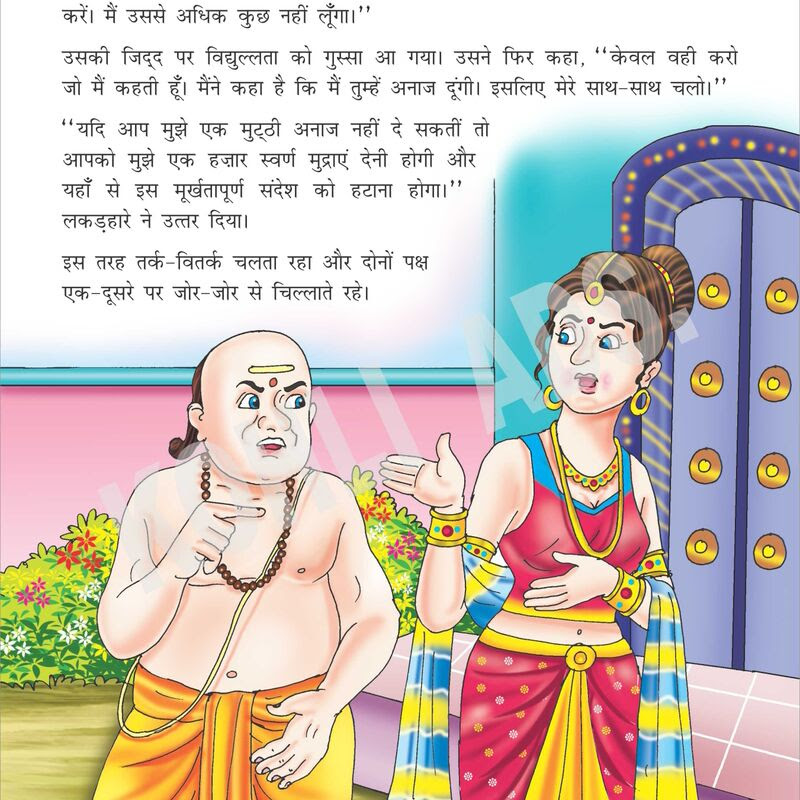 करें। मैं उससे अधिक कुछ नहीं लूँगा।’’
उसकी जिद्‌द पर विद्युल्लता को गुस्सा आ गया। उसने फिर कहा, ‘‘केवल वही करो
जो मैं कहती हूँ। मैंने कहा है कि मैं तुम्हें अनाज दूंगी। इसलिए मेरे साथ-साथ चलो।’’
‘‘यदि आप मुझे एक मुट्‌ठी अनाज नहीं दे सकतीं तो
आपको मुझे एक हज़ार स्वर्ण मुद्राएं देनी होगी और
यहाँ से इस मूर्खतापूर्ण संदेश को हटाना होगा।’’
लकड़हारे ने उत्तर दिया।
इस तरह तर्क-वितर्क चलता रहा और दोनों पक्ष
एक-दूसरे पर जोर-जोर से चिल्लाते रहे।